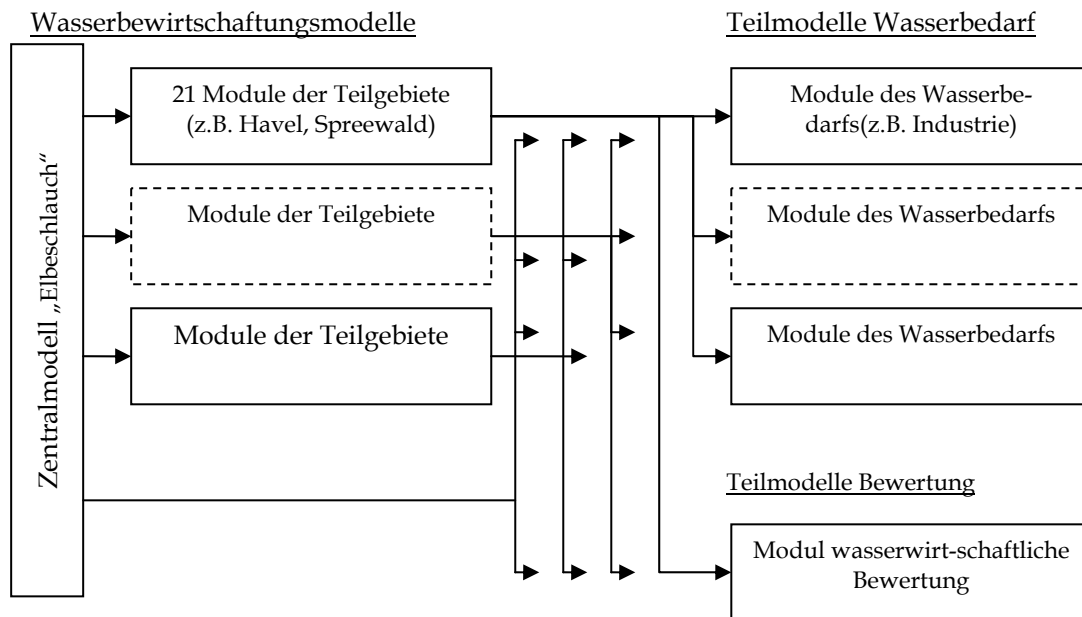 Wasserbewirtschaftungsmodelle
Teilmodelle Wasserbedarf
Zentralmodell „Elbeschlauch“
21 Module der Teilgebiete
(z.B. Havel, Spreewald)
Module der Teilgebiete
Module der Teilgebiete
Module des Wasserbe-
darfs(z.B. Industrie)
Module des Wasserbedarfs
Module des Wasserbedarfs
Teilmodelle Bewertung
Modul wasserwirt-schaftliche
Bewertung